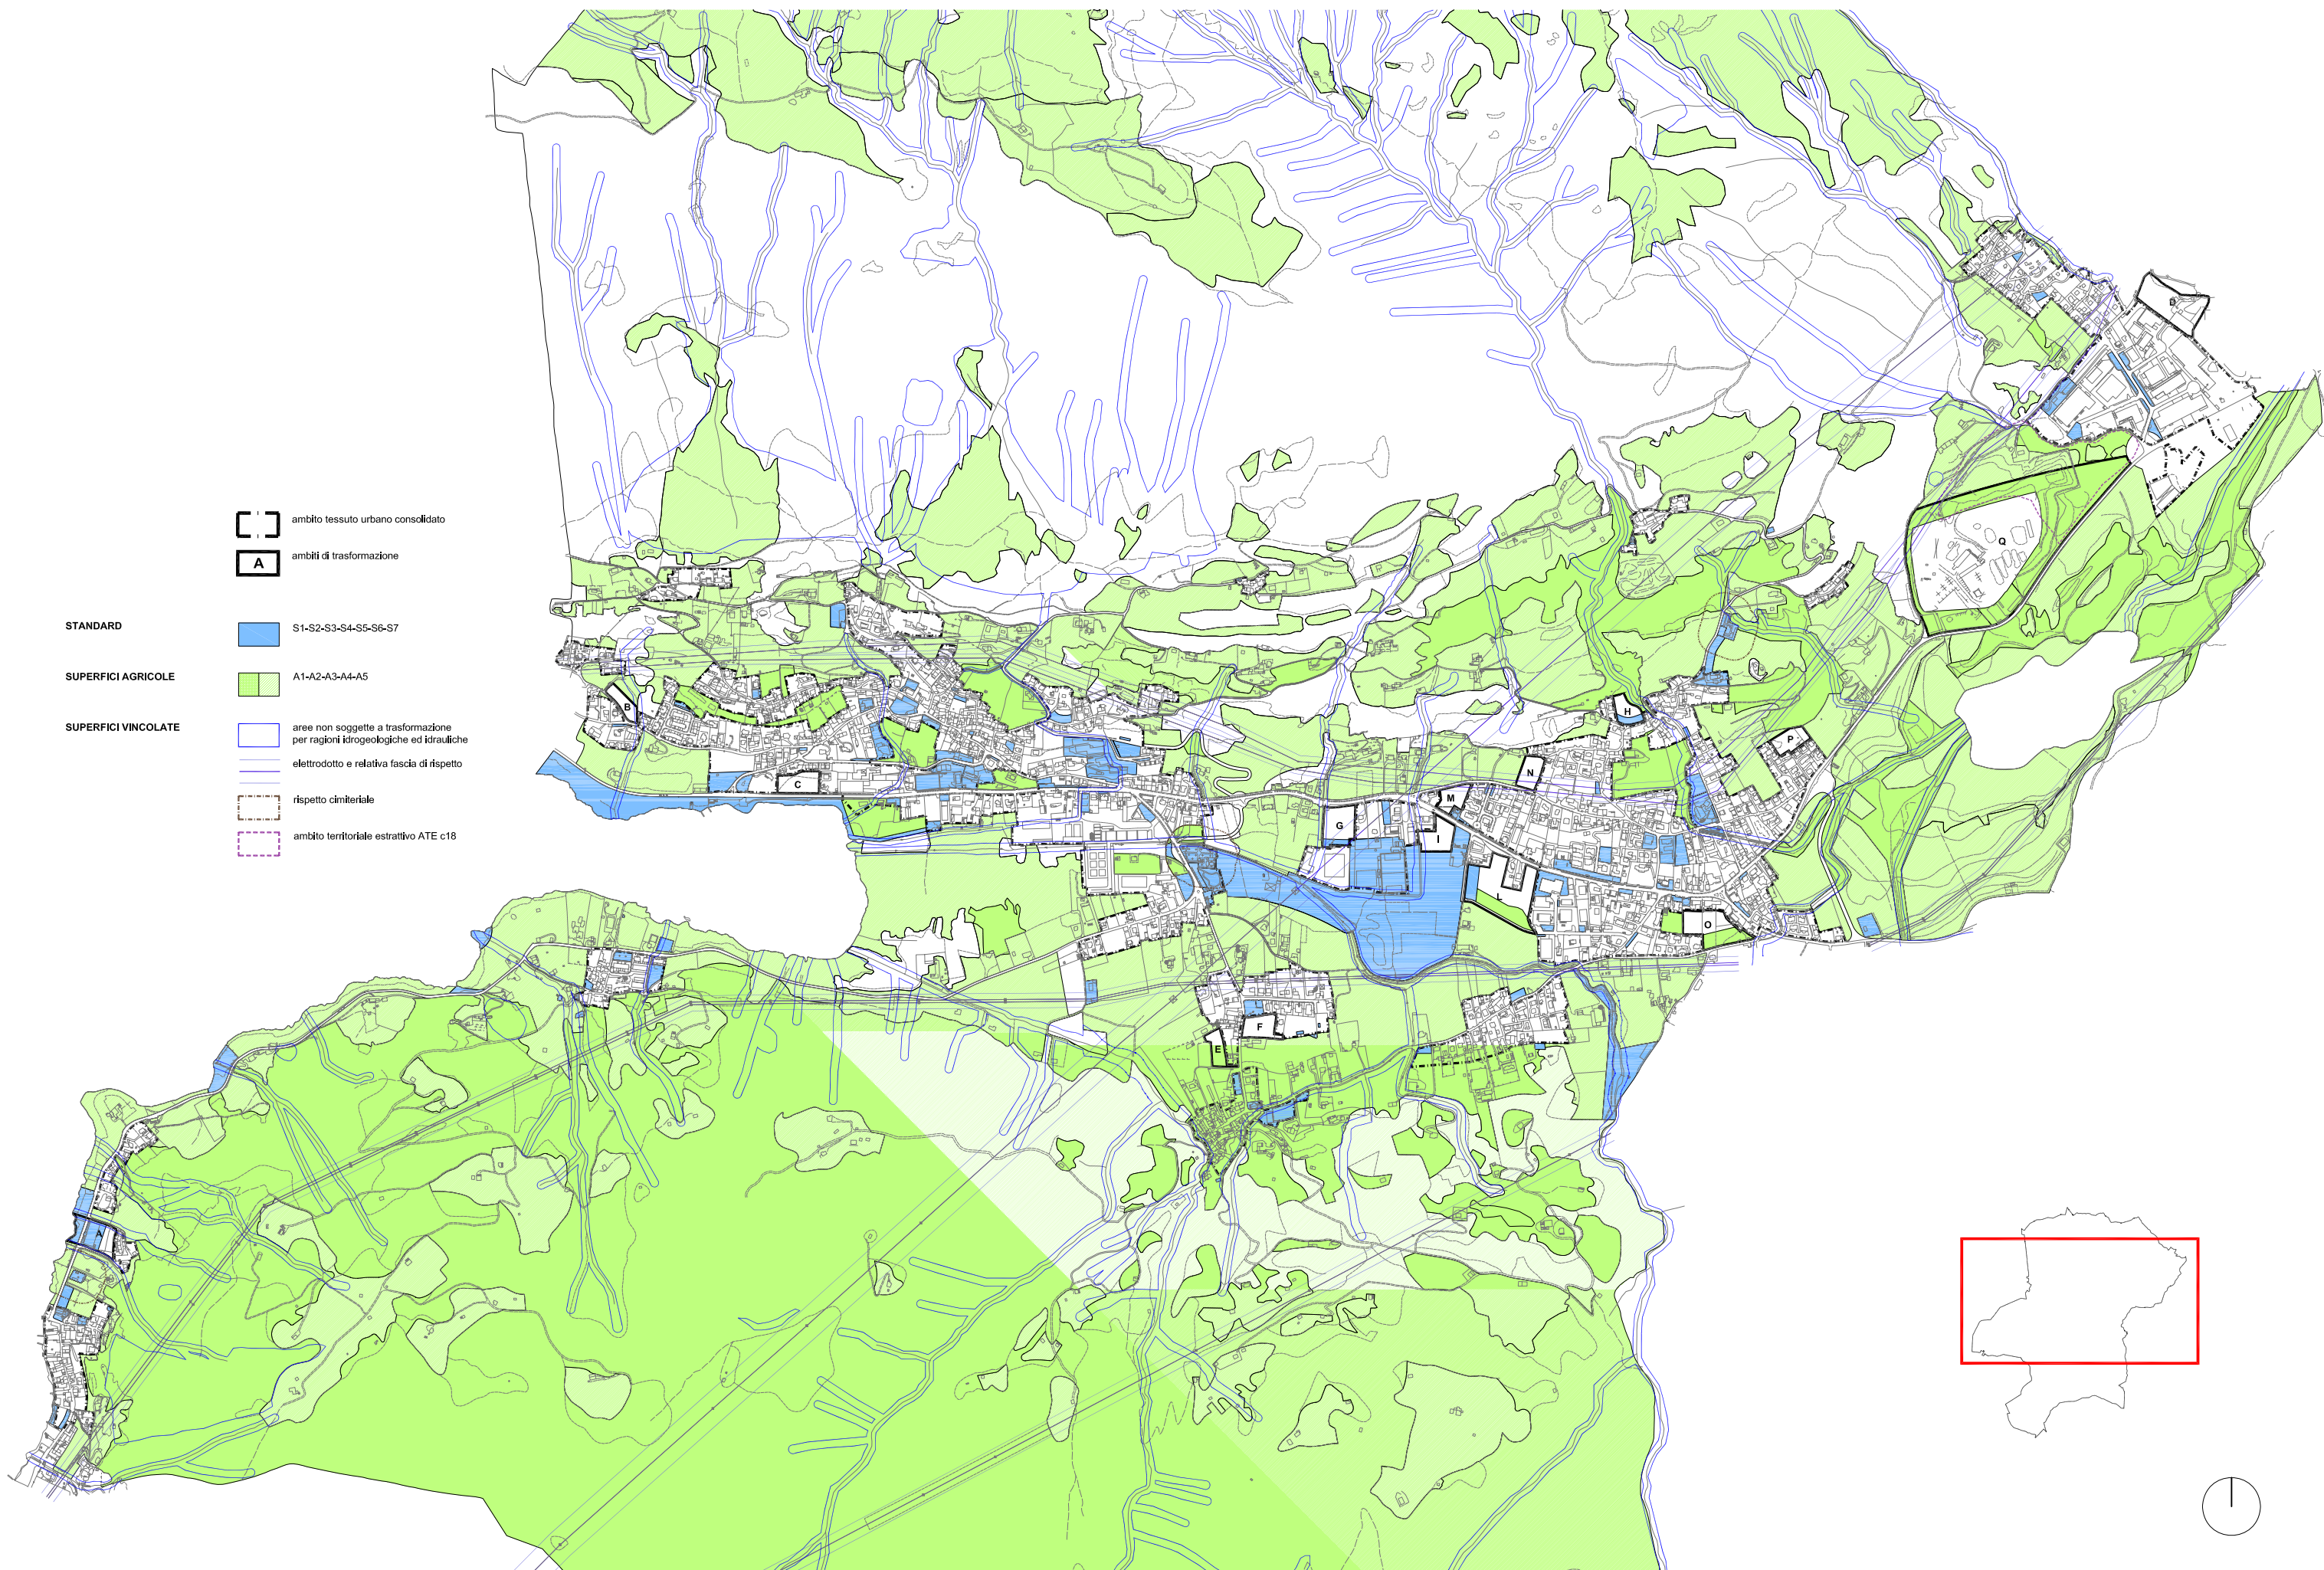 ambito tessuto urbano consolidato
A
ambiti di trasformazione
STANDARD
S1-S2-S3-S4-S5-S6-S7
SUPERFICI AGRICOLE
A1-A2-A3-A4-A5
SUPERFICI VINCOLATE
aree non soggette a trasformazione
per ragioni idrogeologiche ed idrauliche
elettrodotto e relativa fascia di rispetto
rispetto cimiteriale
ambito territoriale estrattivo ATE c18
D
Q
B
H
P
C
N
M
G
I
L
O
F
E
A